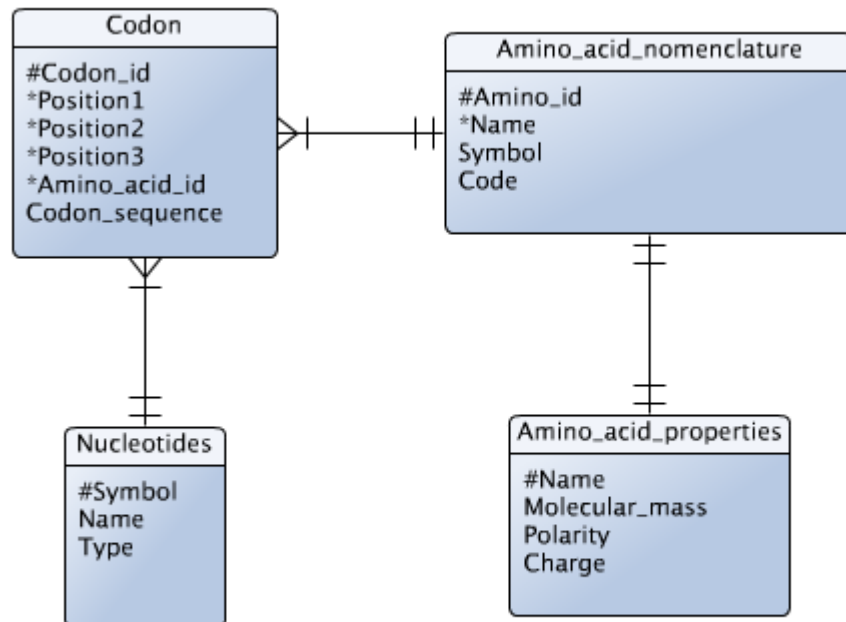 Codon
#Codon_id
*Position1
*Position2
*Position3
*Amino_acid_id
Codon_sequence
Amino_acid_nomenclature
#Amino_id
*Name
Symbol
Code
Nucleotides
#Symbol
Name
Type
Amino_acid_properties
#Name
Molecular_mass
Polarity
Charge